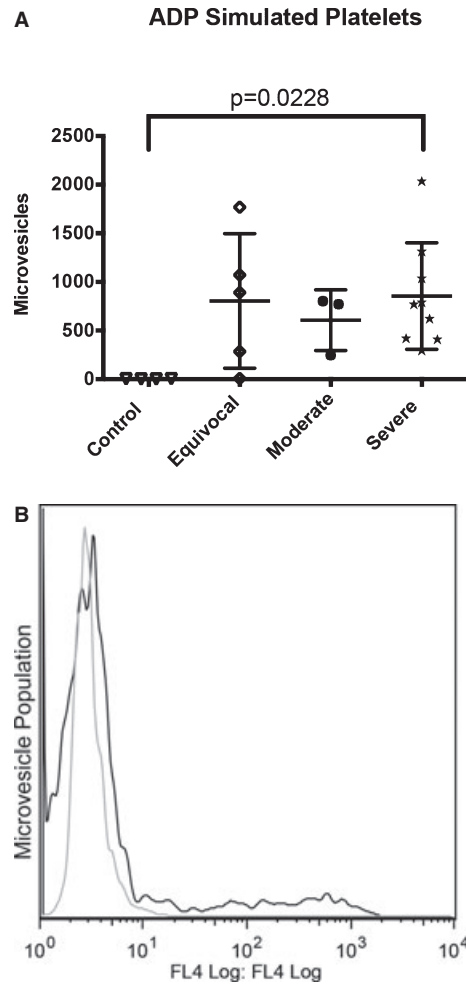 A
ADP Simulated Platelets
p=0.0228
Microvesicles
2500
2000
1500
1000
500
0
Control
Equivocal
Moderate
Severe
B
Microvesicle Population
10^0 10^1 10^2 10^3 10^4
FL4 Log: FL4 Log